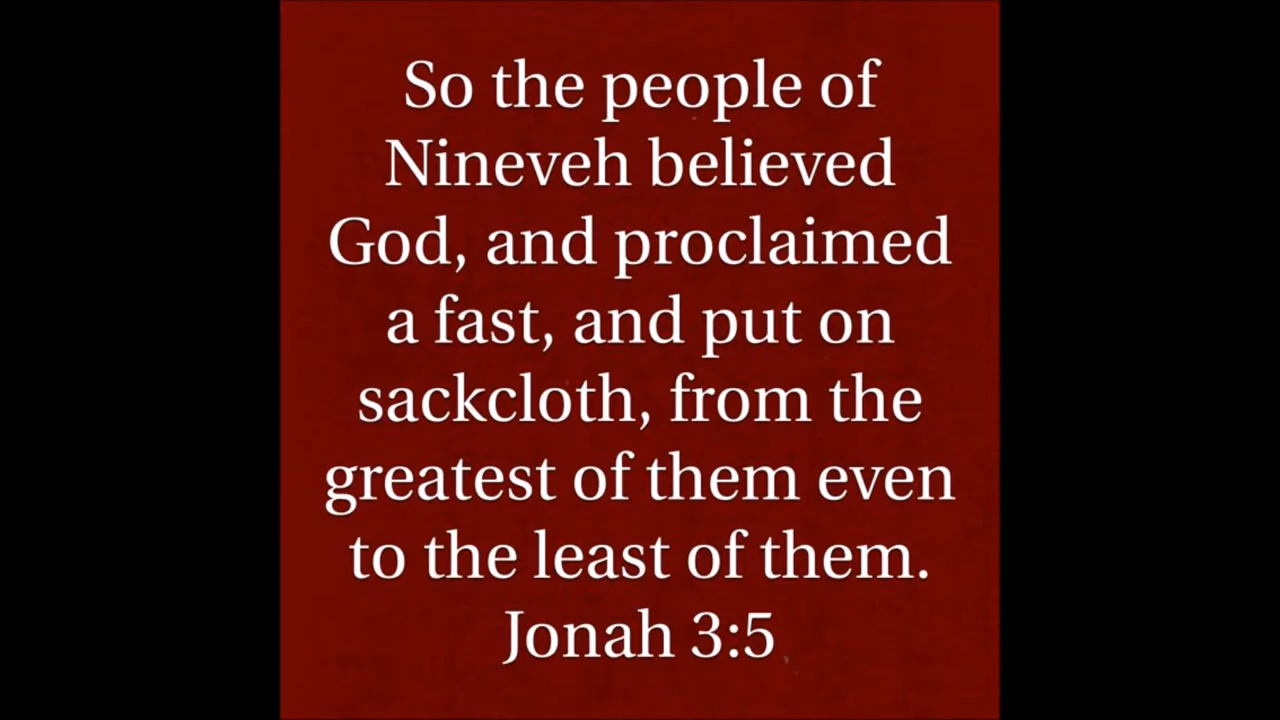 So the people of
Nineveh believed
God, and proclaimed
a fast, and put on
sackcloth, from the
greatest of them even
to the least of them.
Jonah 3:5